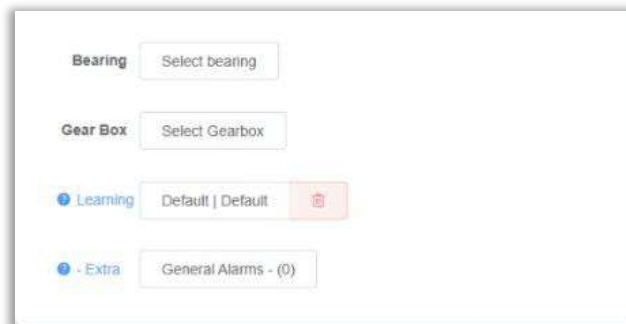 Bearing Select bearing
Gear Box Select Gearbox
? Learning Default | Default
? - Extra General Alarms - (0)